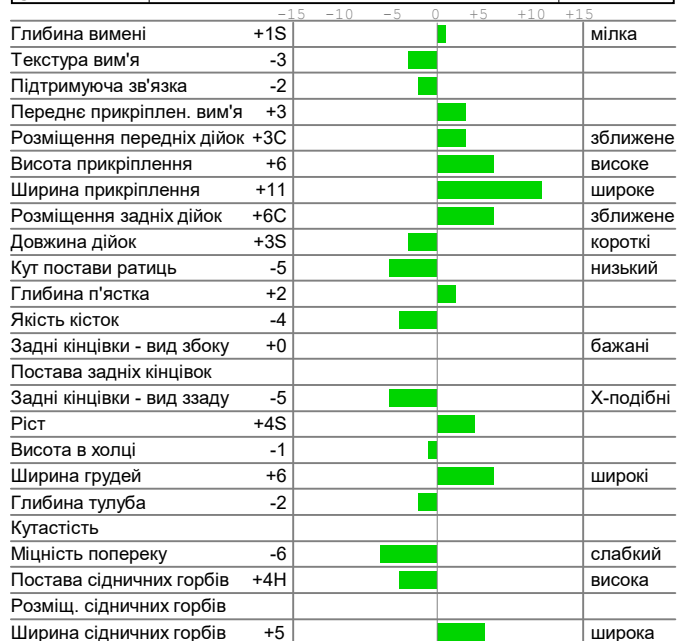 -15 -10 -5 0 +5 +10 +15
Глибина вимені +1S мілка
Текстура вим'я -3
Підтримуюча зв'язка -2
Переднє прикріплен. вим'я +3
Розміщення передніх дійок +3C зближене
Висота прикріплення +6 високе
Ширина прикріплення +11 широке
Розміщення задніх дійок +6C зближене
Довжина дійок +3S короткі
Кут постави ратиць -5 низький
Глибина п'ястка +2
Якість кісток -4
Задні кінцівки - вид збоку +0 бажані
Постава задніх кінцівок
Задні кінцівки - вид ззаду -5 Х-подібні
Ріст +4S
Висота в холці -1
Ширина грудей +6 широкі
Глибина тулуба -2
Кутастість
Міцність попереку -6 слабкий
Постава сідничних горбів +4H висока
Розміщ. сідничних горбів
Ширина сідничних горбів +5 широка